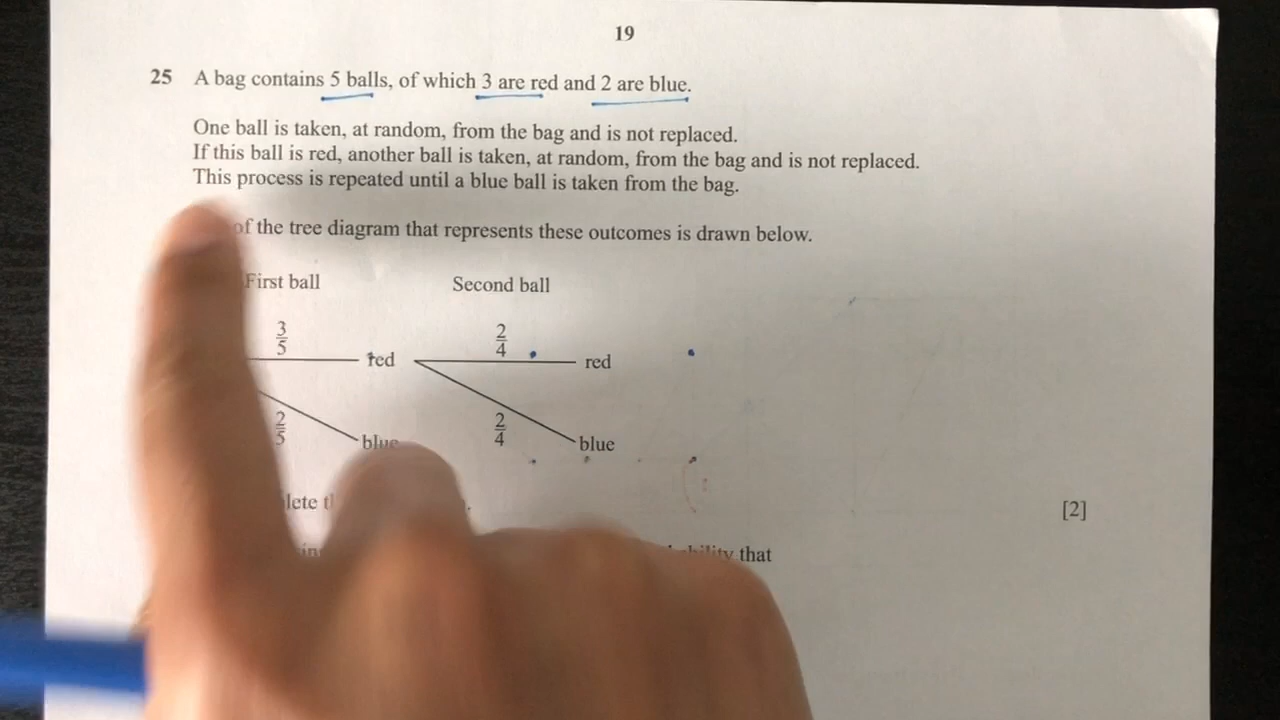 19
25 A bag contains 5 balls, of which 3 are red and 2 are blue.
One ball is taken, at random, from the bag and is not replaced.
If this ball is red, another ball is taken, at random, from the bag and is not replaced.
This process is repeated until a blue ball is taken from the bag.
of the tree diagram that represents these outcomes is drawn below.
First ball Second ball
3/5 red 2/4 red
2/5 blue 2/4 blue
[2]
that